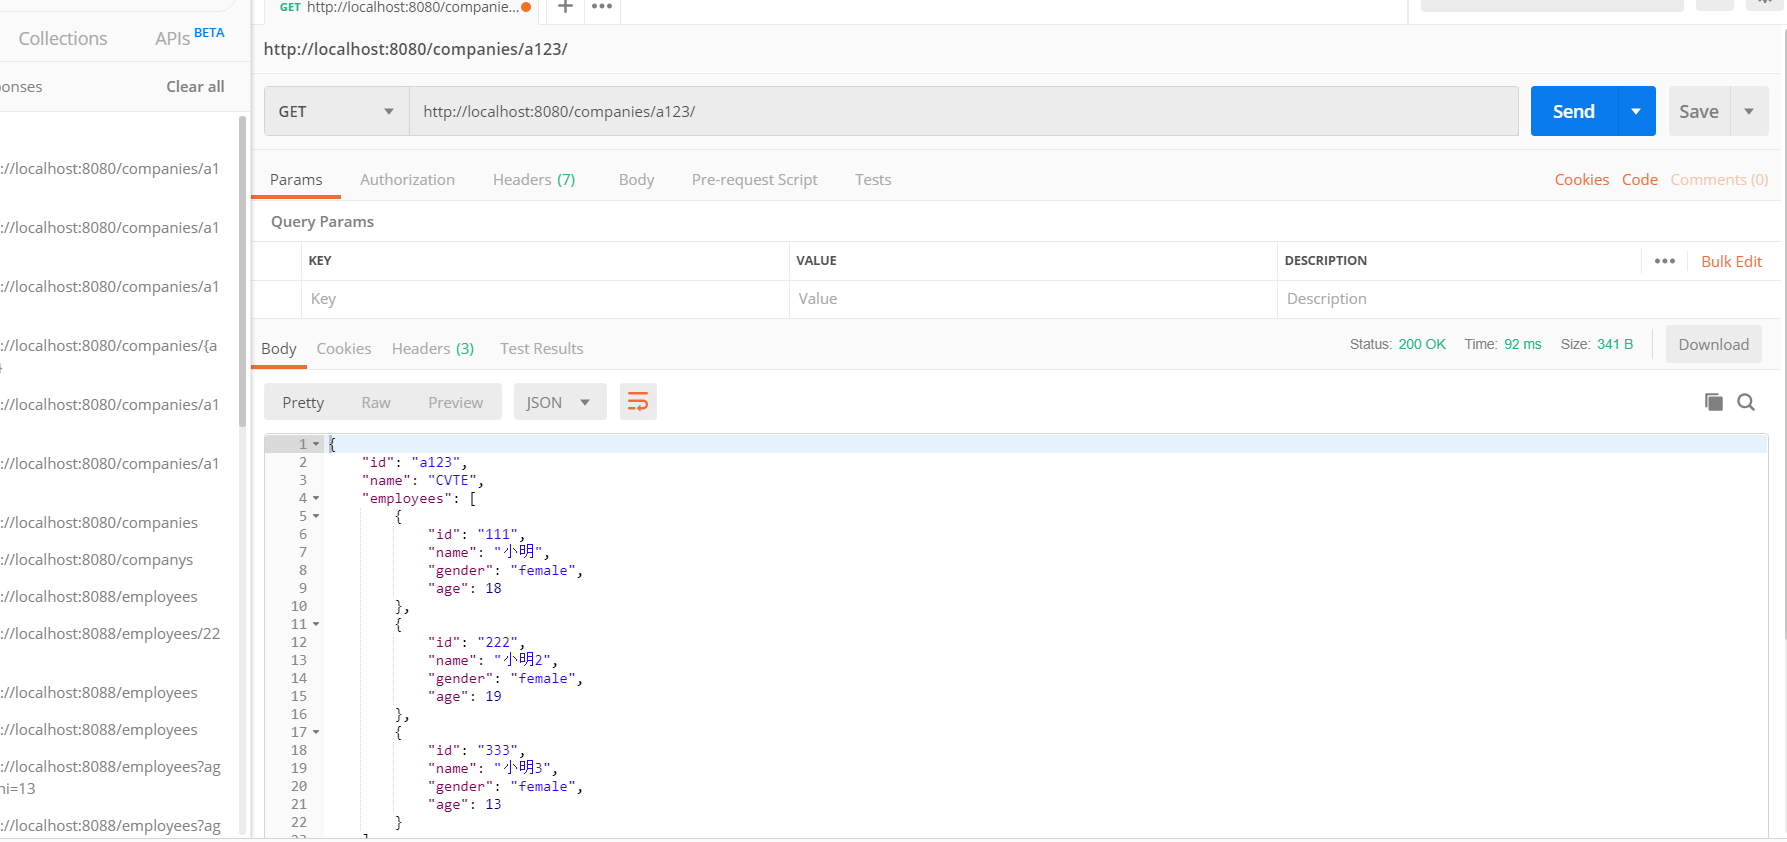 GET http://localhost:8080/companie...
Collections APIs BETA
http://localhost:8080/companies/a123/
onses Clear all
GET http://localhost:8080/companies/a123/ Send Save
://localhost:8080/companies/a1
://localhost:8080/companies/a1
://localhost:8080/companies/a1
://localhost:8080/companies/{a
}
://localhost:8080/companies/a1
://localhost:8080/companies/a1
://localhost:8080/companies
://localhost:8080/companys
://localhost:8088/employees
://localhost:8088/employees/22
://localhost:8088/employees
://localhost:8088/employees
://localhost:8088/employees?ag
ni=13
://localhost:8088/employees?ag
Params Authorization Headers (7) Body Pre-request Script Tests Cookies Code Comments (0)
Query Params
KEY VALUE DESCRIPTION Bulk Edit
Key Value Description
Body Cookies Headers (3) Test Results Status: 200 OK Time: 92 ms Size: 341 B Download
Pretty Raw Preview JSON
1 {
2 "id": "a123",
3 "name": "CVTE",
4 "employees": [
5 {
6 "id": "111",
7 "name": "小明",
8 "gender": "female",
9 "age": 18
10 },
11 {
12 "id": "222",
13 "name": "小明2",
14 "gender": "female",
15 "age": 19
16 },
17 {
18 "id": "333",
19 "name": "小明3",
20 "gender": "female",
21 "age": 13
22 }
23 ]